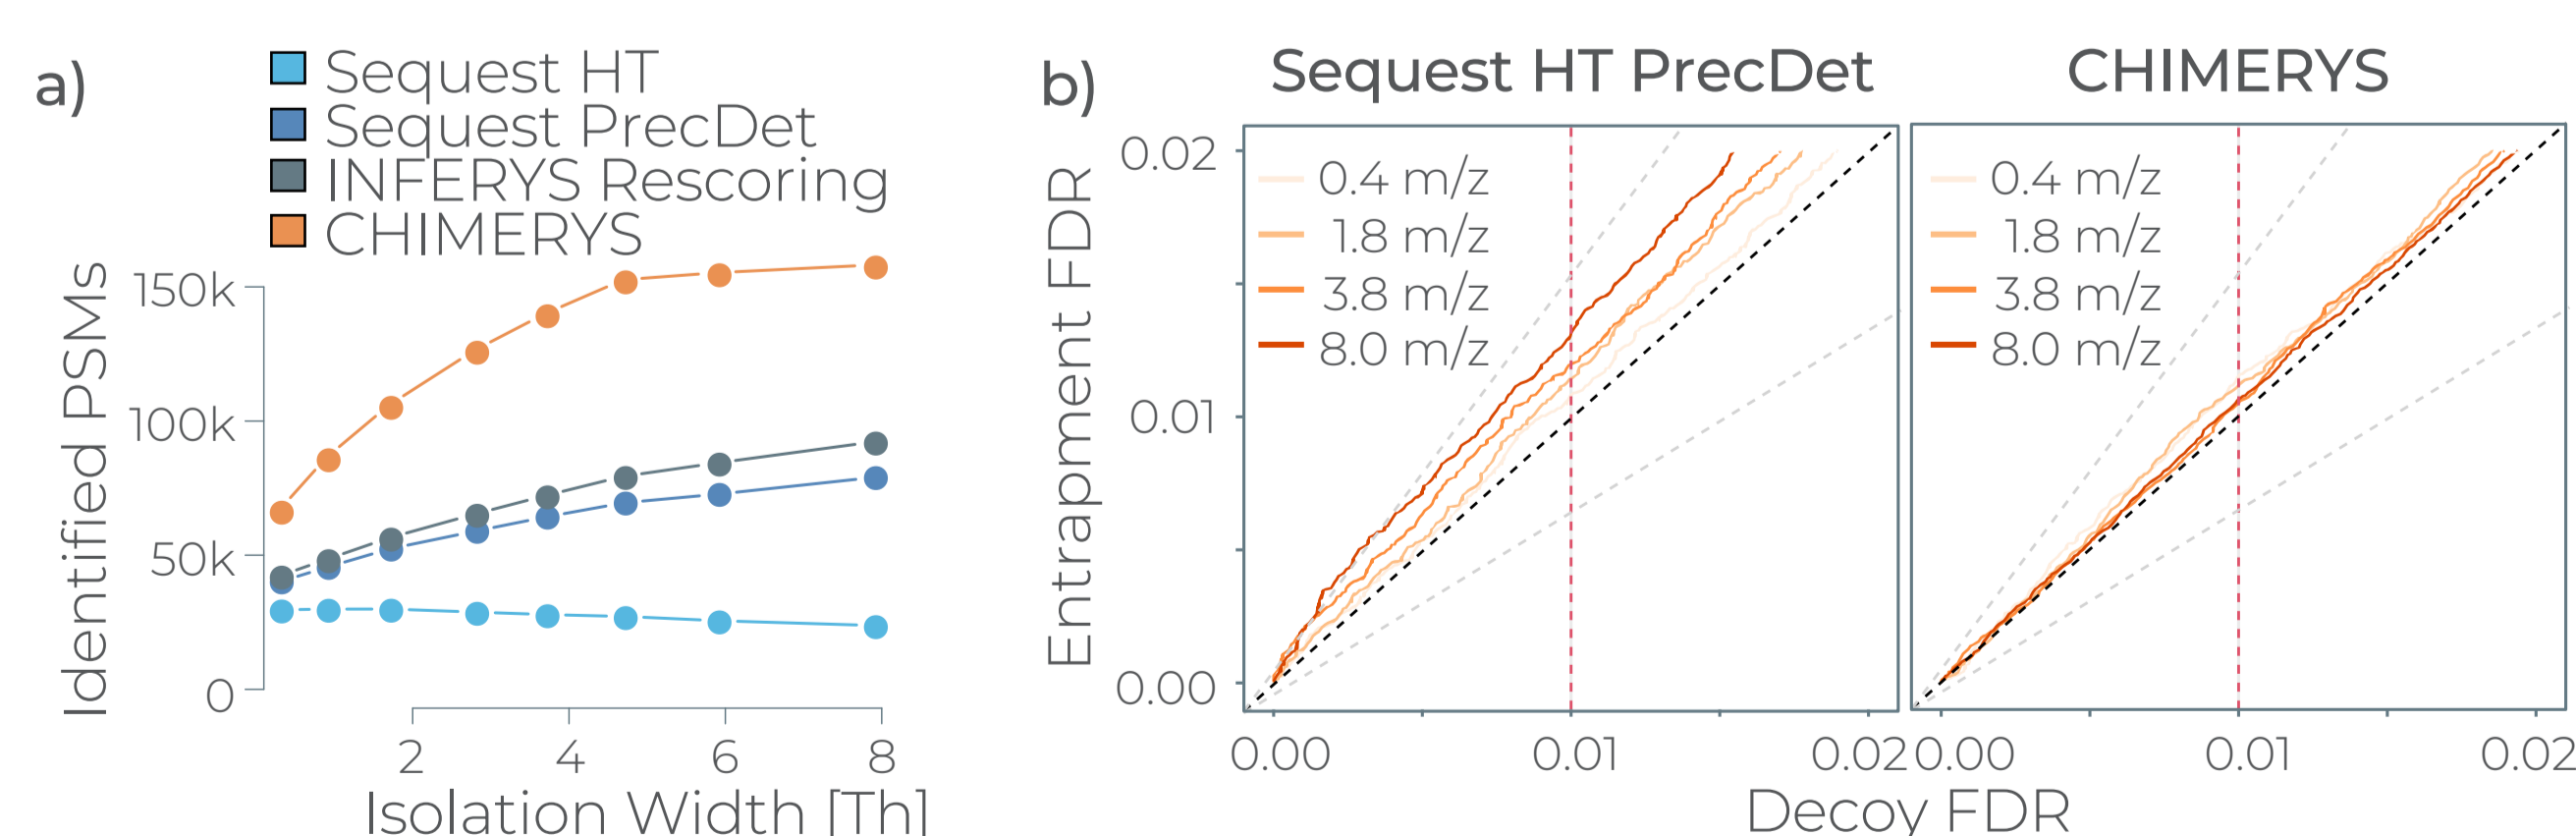 a)
Sequest HT
Sequest PrecDet
INFERYS Rescoring
CHIMERYS
Identified PSMs
150k
100k
50k
0
2 4 6 8
Isolation Width [Th]
b)
Sequest HT PrecDet
CHIMERYS
Entrapment FDR
0.02
0.01
0.00
0.4 m/z
1.8 m/z
3.8 m/z
8.0 m/z
0.4 m/z
1.8 m/z
3.8 m/z
8.0 m/z
0.00 0.01 0.02
0.00 0.01 0.02
Decoy FDR